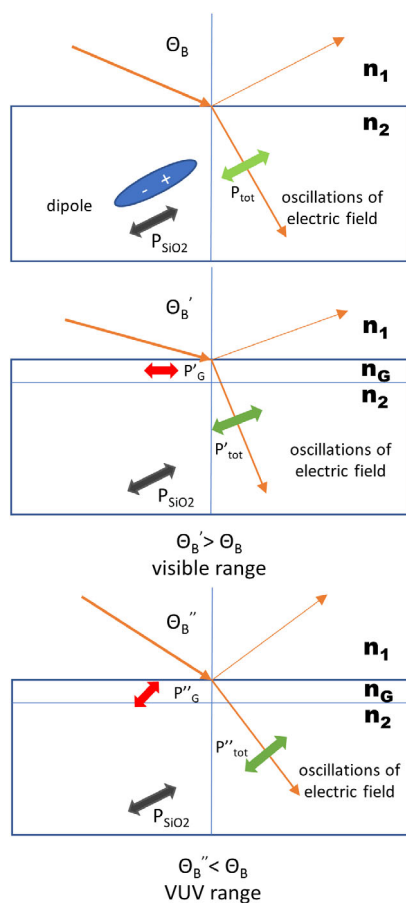 Θ_B
n₁
n₂
- +
dipole
P_tot
oscillations of
electric field
P_SiO2
Θ_B′
n₁
P'_G
n_G
n₂
P'_tot
oscillations of
electric field
P_SiO2
Θ_B′> Θ_B
visible range
Θ_B″
n₁
P″_G
n_G
n₂
P″_tot
oscillations of
electric field
P_SiO2
Θ_B″< Θ_B
VUV range